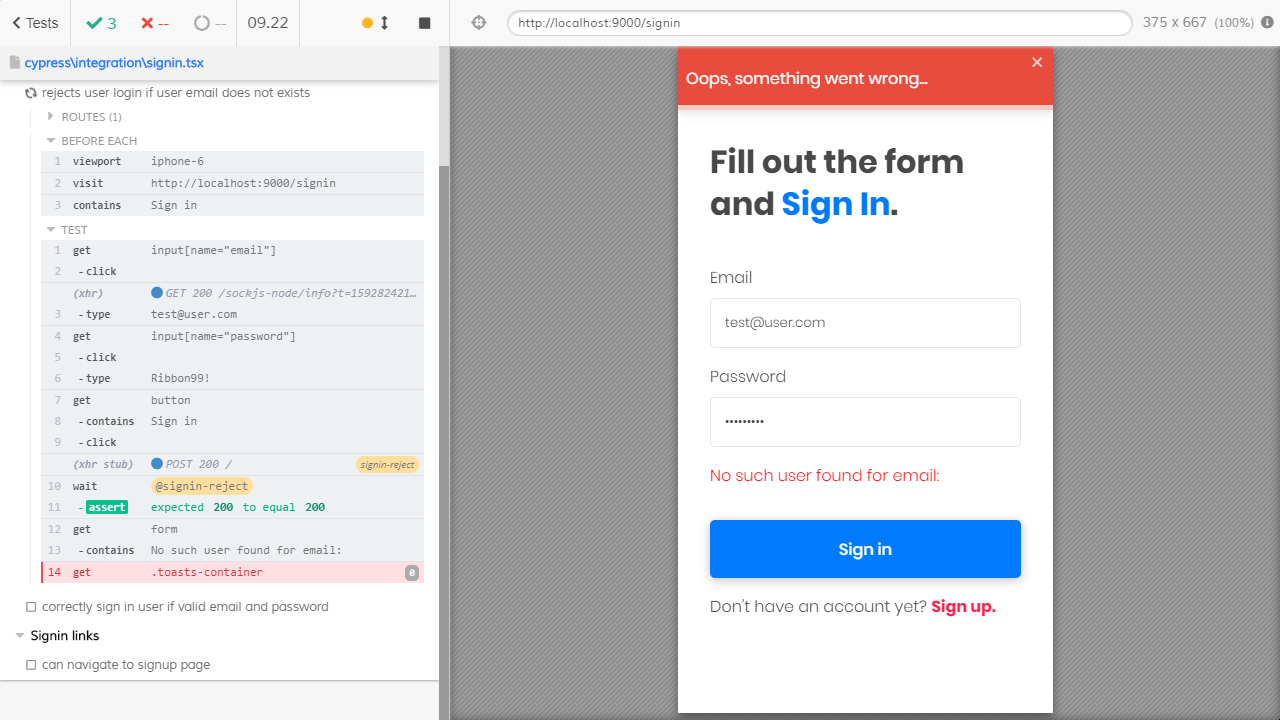 Tests
3
--
--
09.22
http://localhost:9000/signin
375 x 667 (100%)
cypress\integration\signin.tsx
rejects user login if user email does not exists
ROUTES (1)
BEFORE EACH
1 viewport iphone-6
2 visit http://localhost:9000/signin
3 contains Sign in
TEST
1 get input[name="email"]
2 -click
(xhr) GET 200 /sockjs-node/info?t=159282421…
3 -type test@user.com
4 get input[name="password"]
5 -click
6 -type Ribbon99!
7 get button
8 -contains Sign in
9 -click
(xhr stub) POST 200 / signin-reject
10 wait @signin-reject
11 -assert expected 200 to equal 200
12 get form
13 -contains No such user found for email:
14 get .toasts-container 0
correctly sign in user if valid email and password
Signin links
can navigate to signup page
Oops, something went wrong...
Fill out the form
and Sign In.
Email
test@user.com
Password
•••••••••
No such user found for email:
Sign in
Don't have an account yet? Sign up.